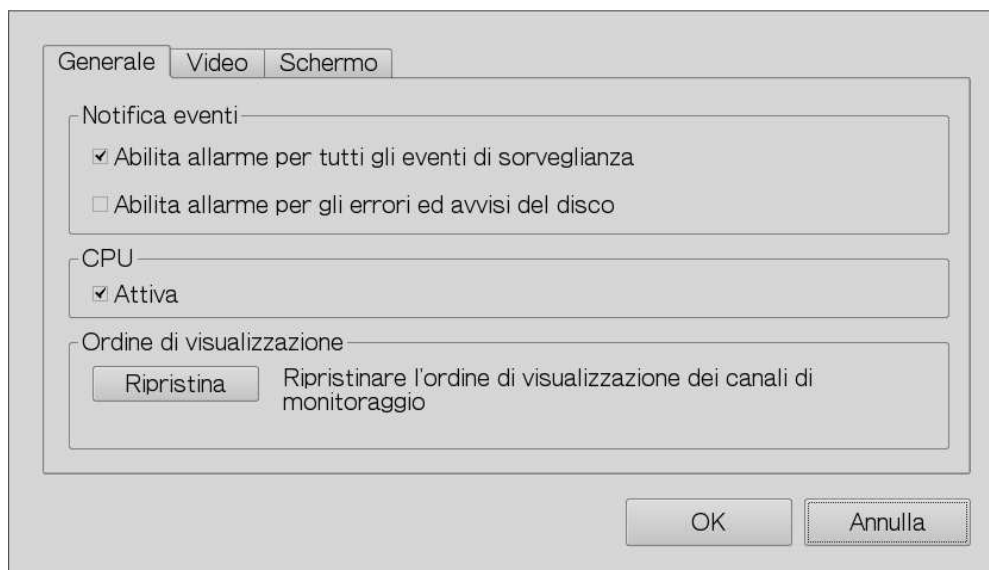 Generale Video Schermo
Notifica eventi
Abilita allarme per tutti gli eventi di sorveglianza
Abilita allarme per gli errori ed avvisi del disco
CPU
Attiva
Ordine di visualizzazione
Ripristina
Ripristinare l'ordine di visualizzazione dei canali di
monitoraggio
OK Annulla